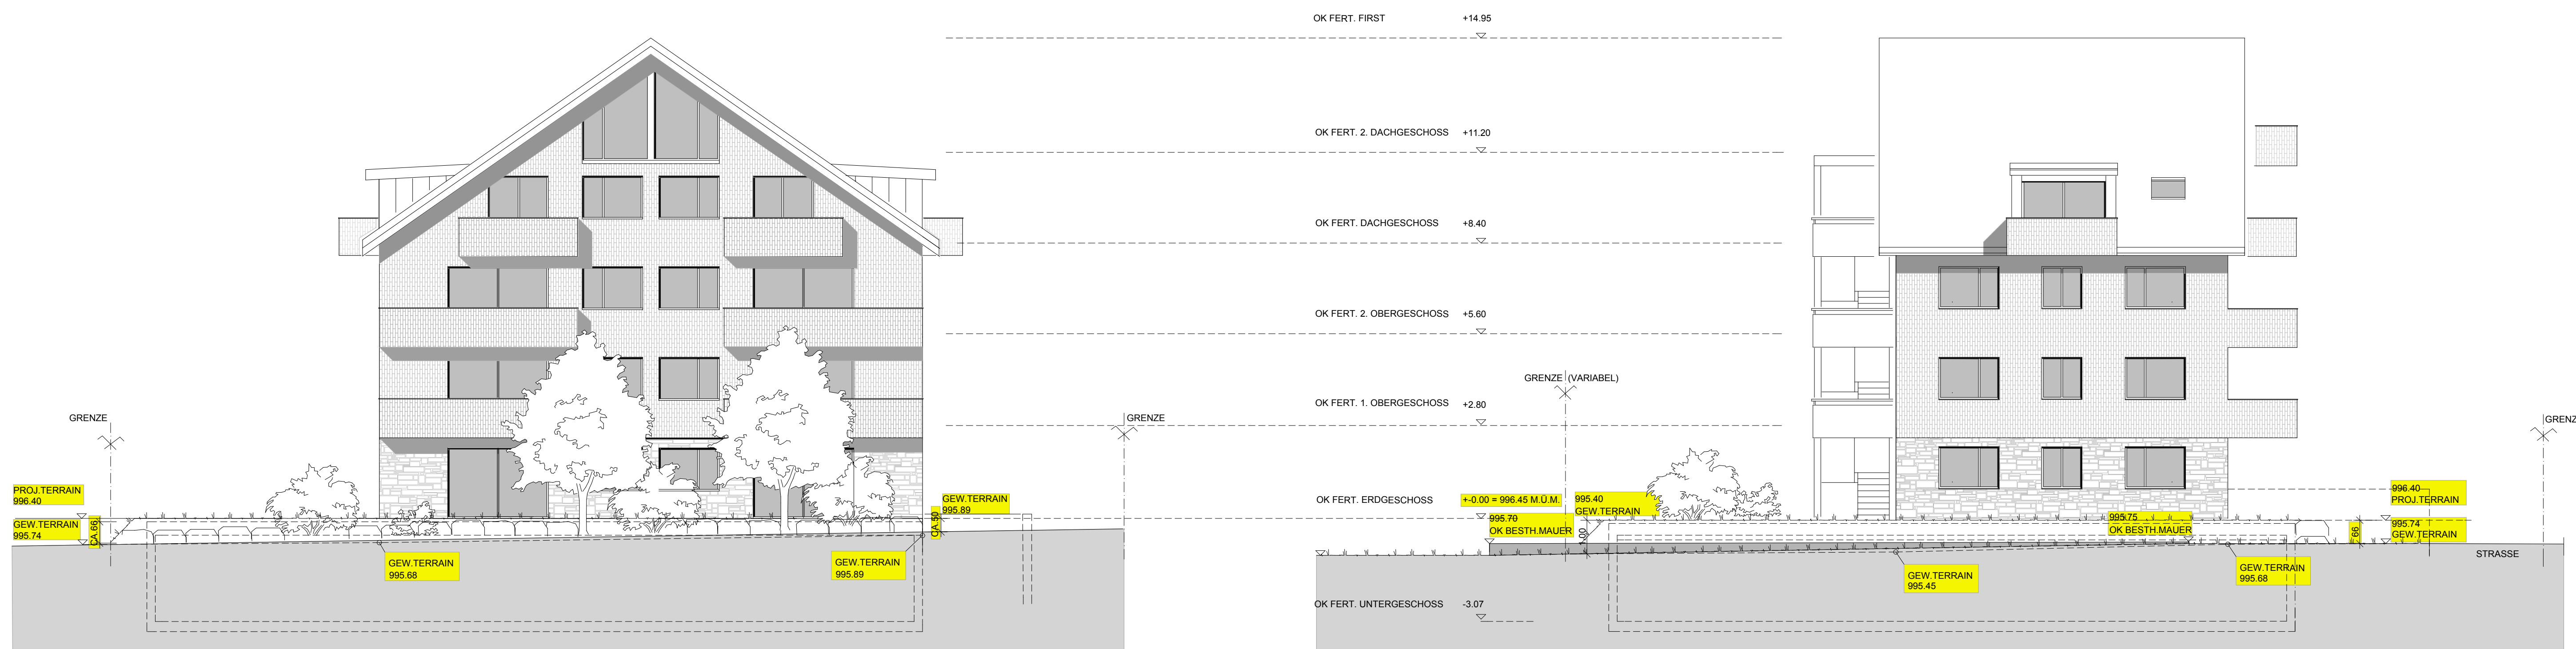 OK FERT. FIRST +14.95
OK FERT. 2. DACHGESCHOSS +11.20
OK FERT. DACHGESCHOSS +8.40
OK FERT. 2. OBERGESCHOSS +5.60
GRENZE (VARIABEL)
OK FERT. 1. OBERGESCHOSS +2.80
GRENZE
GRENZE
GRENZ
PROJ.TERRAIN
996.40
GEW.TERRAIN
995.74
CA.66
GEW.TERRAIN
995.68
GEW.TERRAIN
995.89
CA.50
GEW.TERRAIN
995.89
OK FERT. ERDGESCHOSS +-0.00 = 996.45 M.Ü.M.
995.70
OK BESTH.MAUER
995.40
GEW.TERRAIN
1.00
995.75
OK BESTH.MAUER
996.40
PROJ.TERRAIN
66
995.74
GEW.TERRAIN
STRASSE
GEW.TERRAIN
995.45
GEW.TERRAIN
995.68
OK FERT. UNTERGESCHOSS -3.07